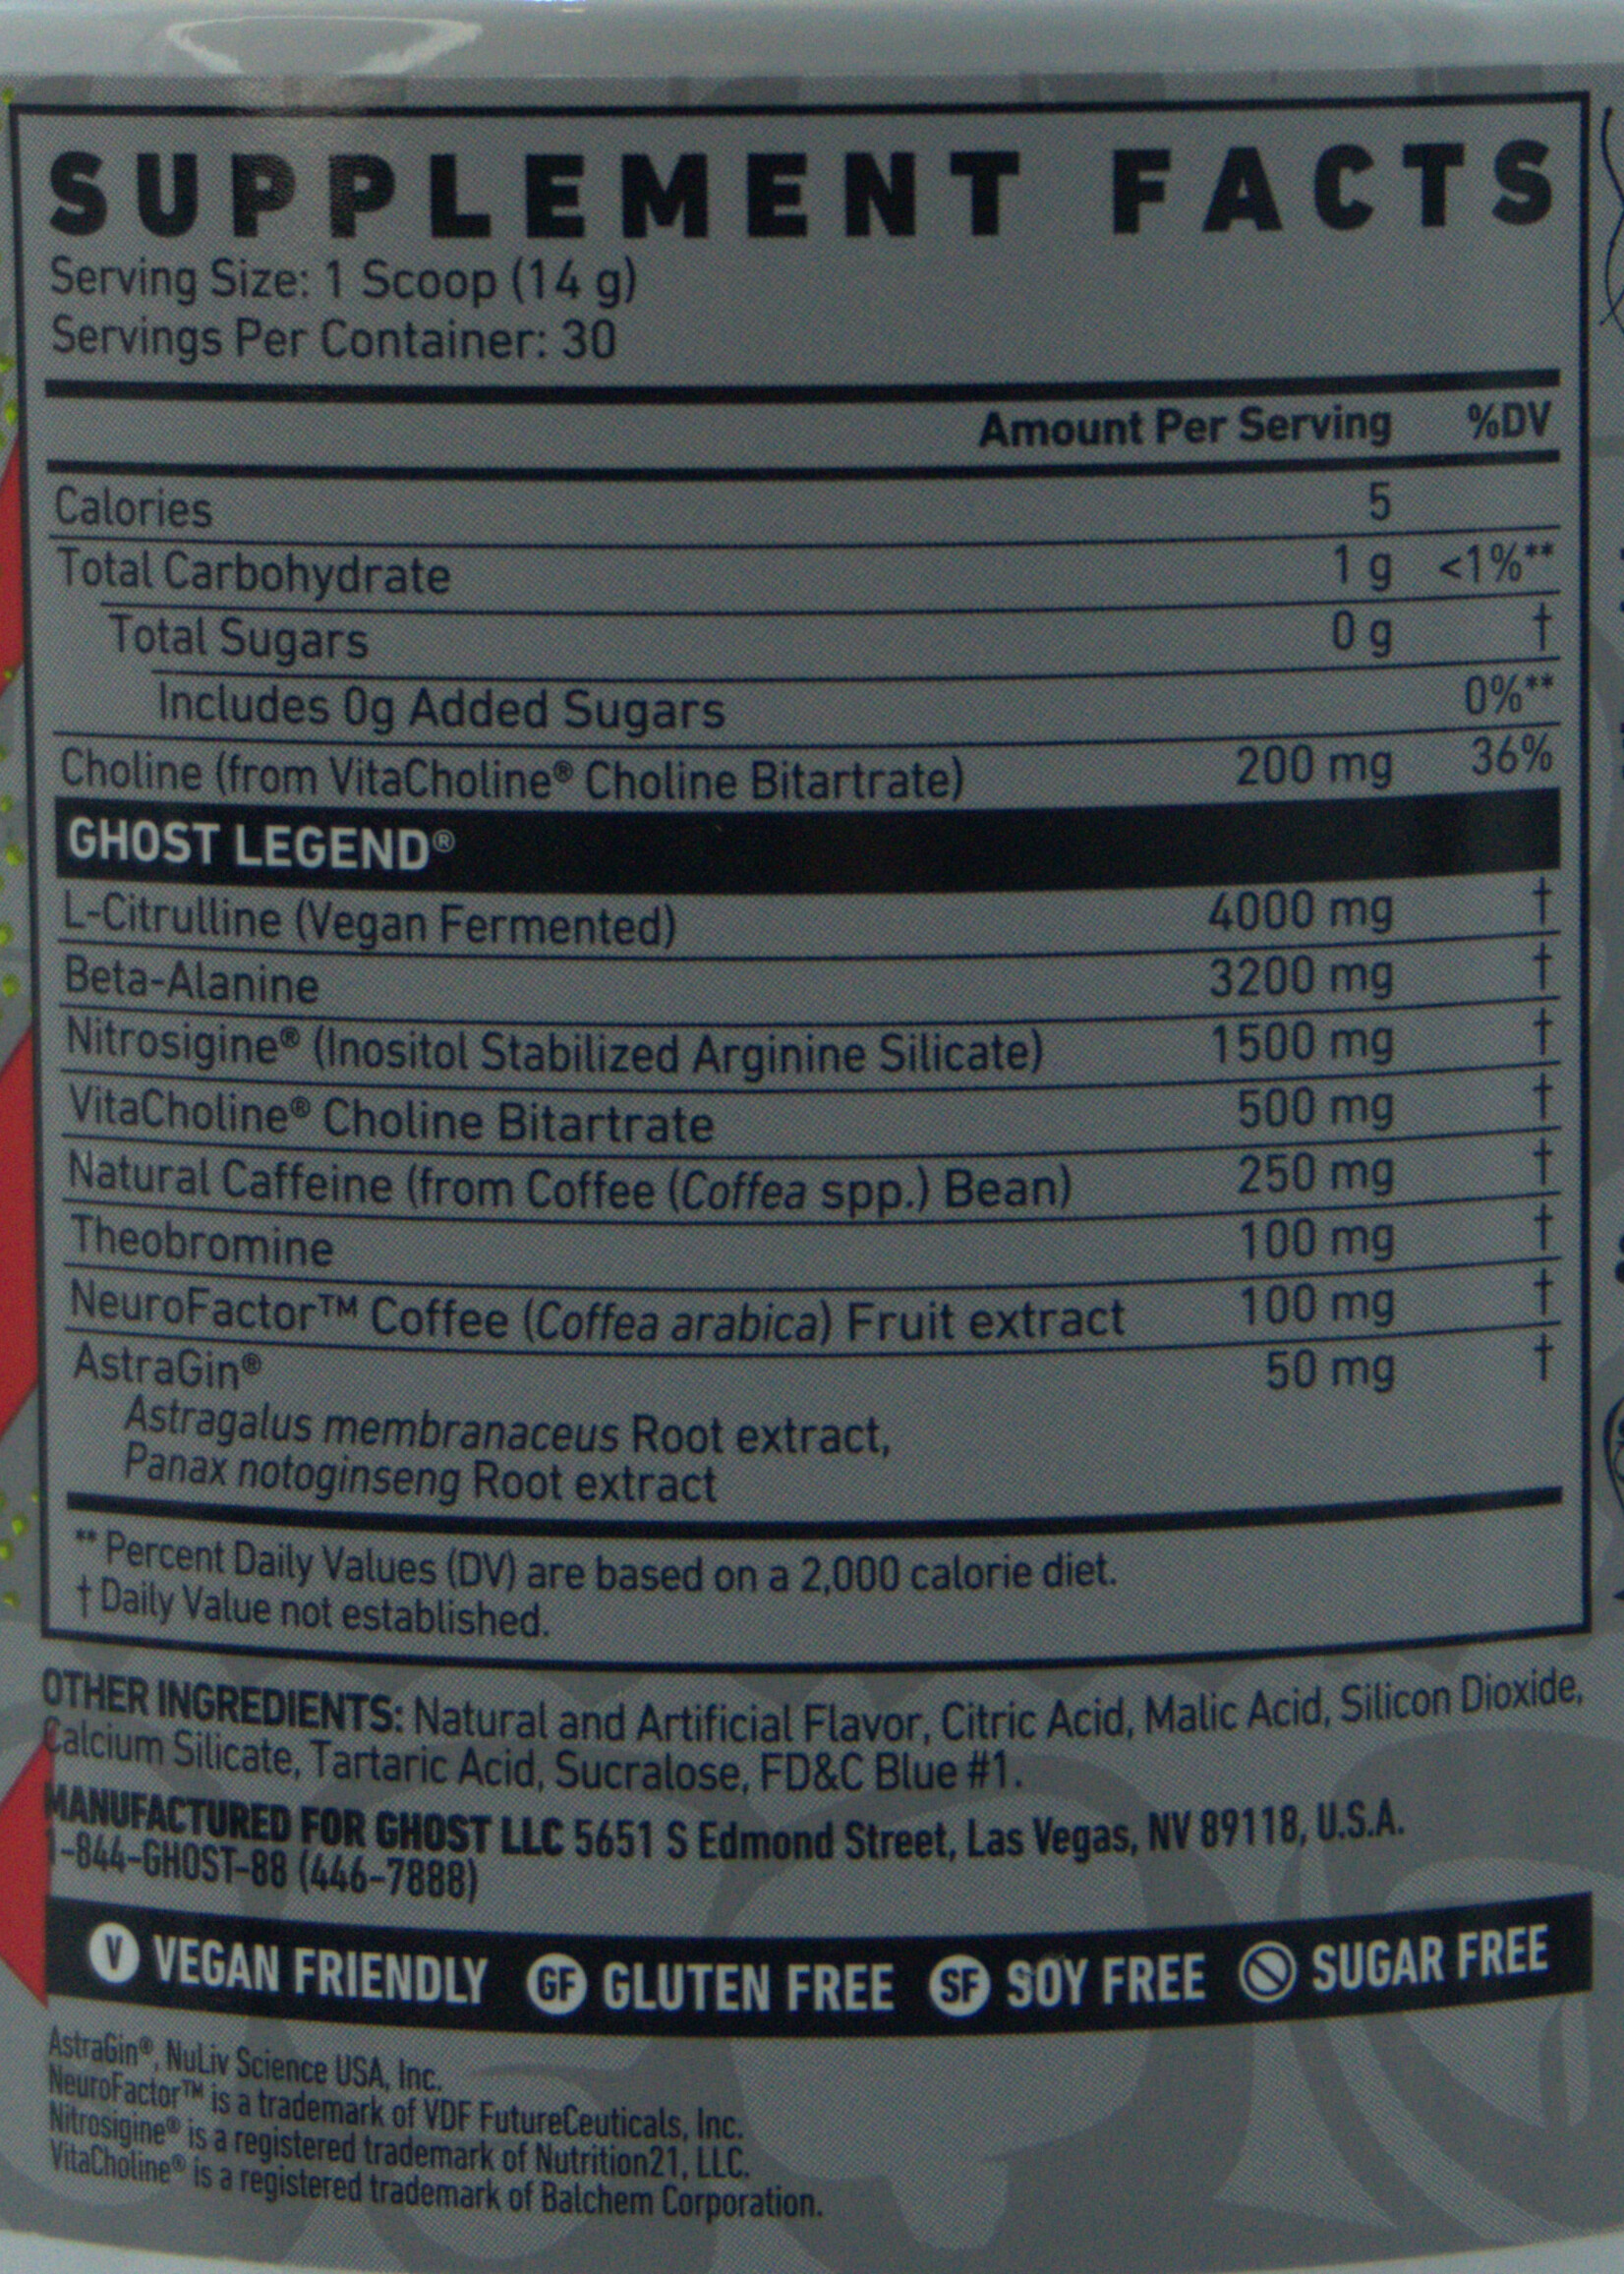 SUPPLEMENT FACTS
Serving Size: 1 Scoop (14 g)
Servings Per Container: 30
Amount Per Serving %DV
Calories 5
Total Carbohydrate 1 g <1%**
Total Sugars 0 g †
Includes 0g Added Sugars 0%**
Choline (from VitaCholine® Choline Bitartrate) 200 mg 36%
GHOST LEGEND®
L-Citrulline (Vegan Fermented) 4000 mg †
Beta-Alanine 3200 mg †
Nitrosigine® (Inositol Stabilized Arginine Silicate) 1500 mg †
VitaCholine® Choline Bitartrate 500 mg †
Natural Caffeine (from Coffee (Coffea spp.) Bean) 250 mg †
Theobromine 100 mg †
NeuroFactor™ Coffee (Coffea arabica) Fruit extract 100 mg †
AstraGin® 50 mg †
Astragalus membranaceus Root extract,
Panax notoginseng Root extract
** Percent Daily Values (DV) are based on a 2,000 calorie diet.
† Daily Value not established.
OTHER INGREDIENTS: Natural and Artificial Flavor, Citric Acid, Malic Acid, Silicon Dioxide,
Calcium Silicate, Tartaric Acid, Sucralose, FD&C Blue #1.
MANUFACTURED FOR GHOST LLC 5651 S Edmond Street, Las Vegas, NV 89118, U.S.A.
1-844-GHOST-88 (446-7888)
V VEGAN FRIENDLY GF GLUTEN FREE SF SOY FREE SUGAR FREE
AstraGin®, NuLiv Science USA, Inc.
NeuroFactor™ is a trademark of VDF FutureCeuticals, Inc.
Nitrosigine® is a registered trademark of Nutrition21, LLC.
VitaCholine® is a registered trademark of Balchem Corporation.